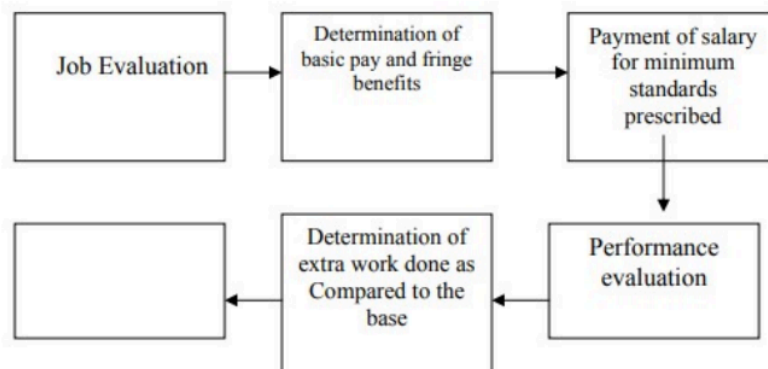 Job Evaluation
Determination of
basic pay and fringe
benefits
Payment of salary
for minimum
standards
prescribed
Performance
evaluation
Determination of
extra work done as
Compared to the
base